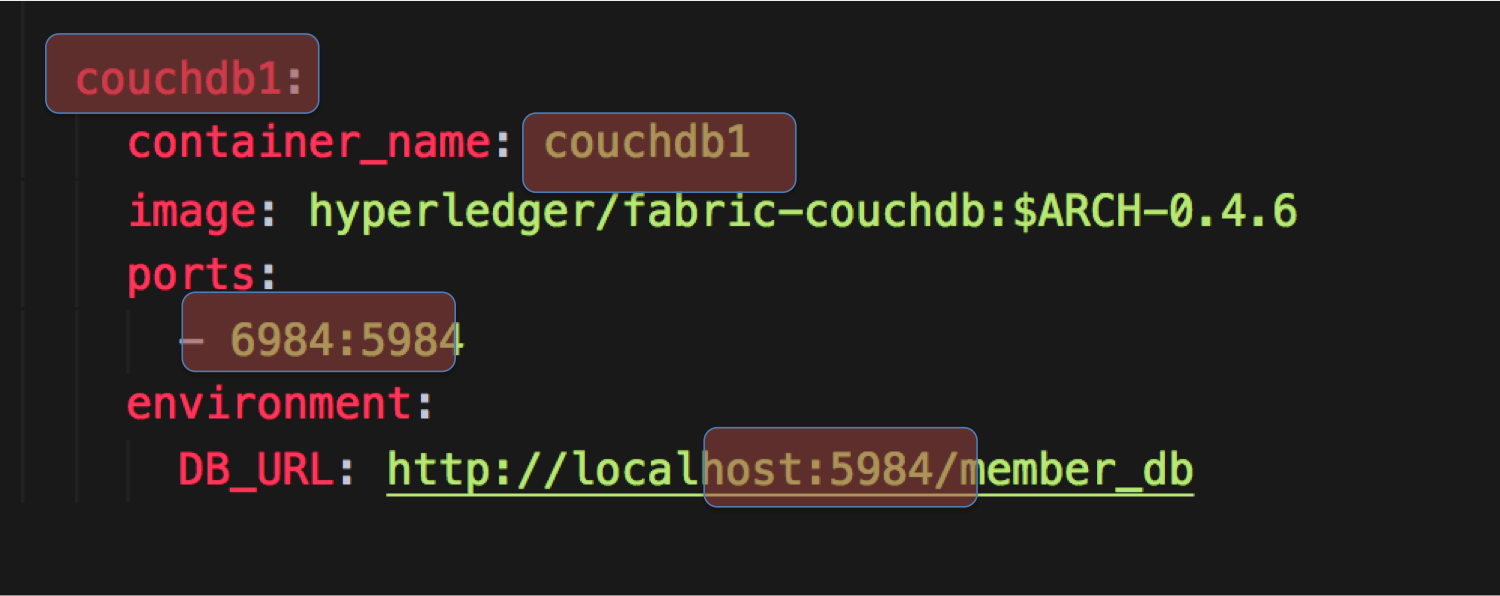 couchdb1:
container_name: couchdb1
image: hyperledger/fabric-couchdb:$ARCH-0.4.6
ports:
- 6984:5984
environment:
DB_URL: http://localhost:5984/member_db